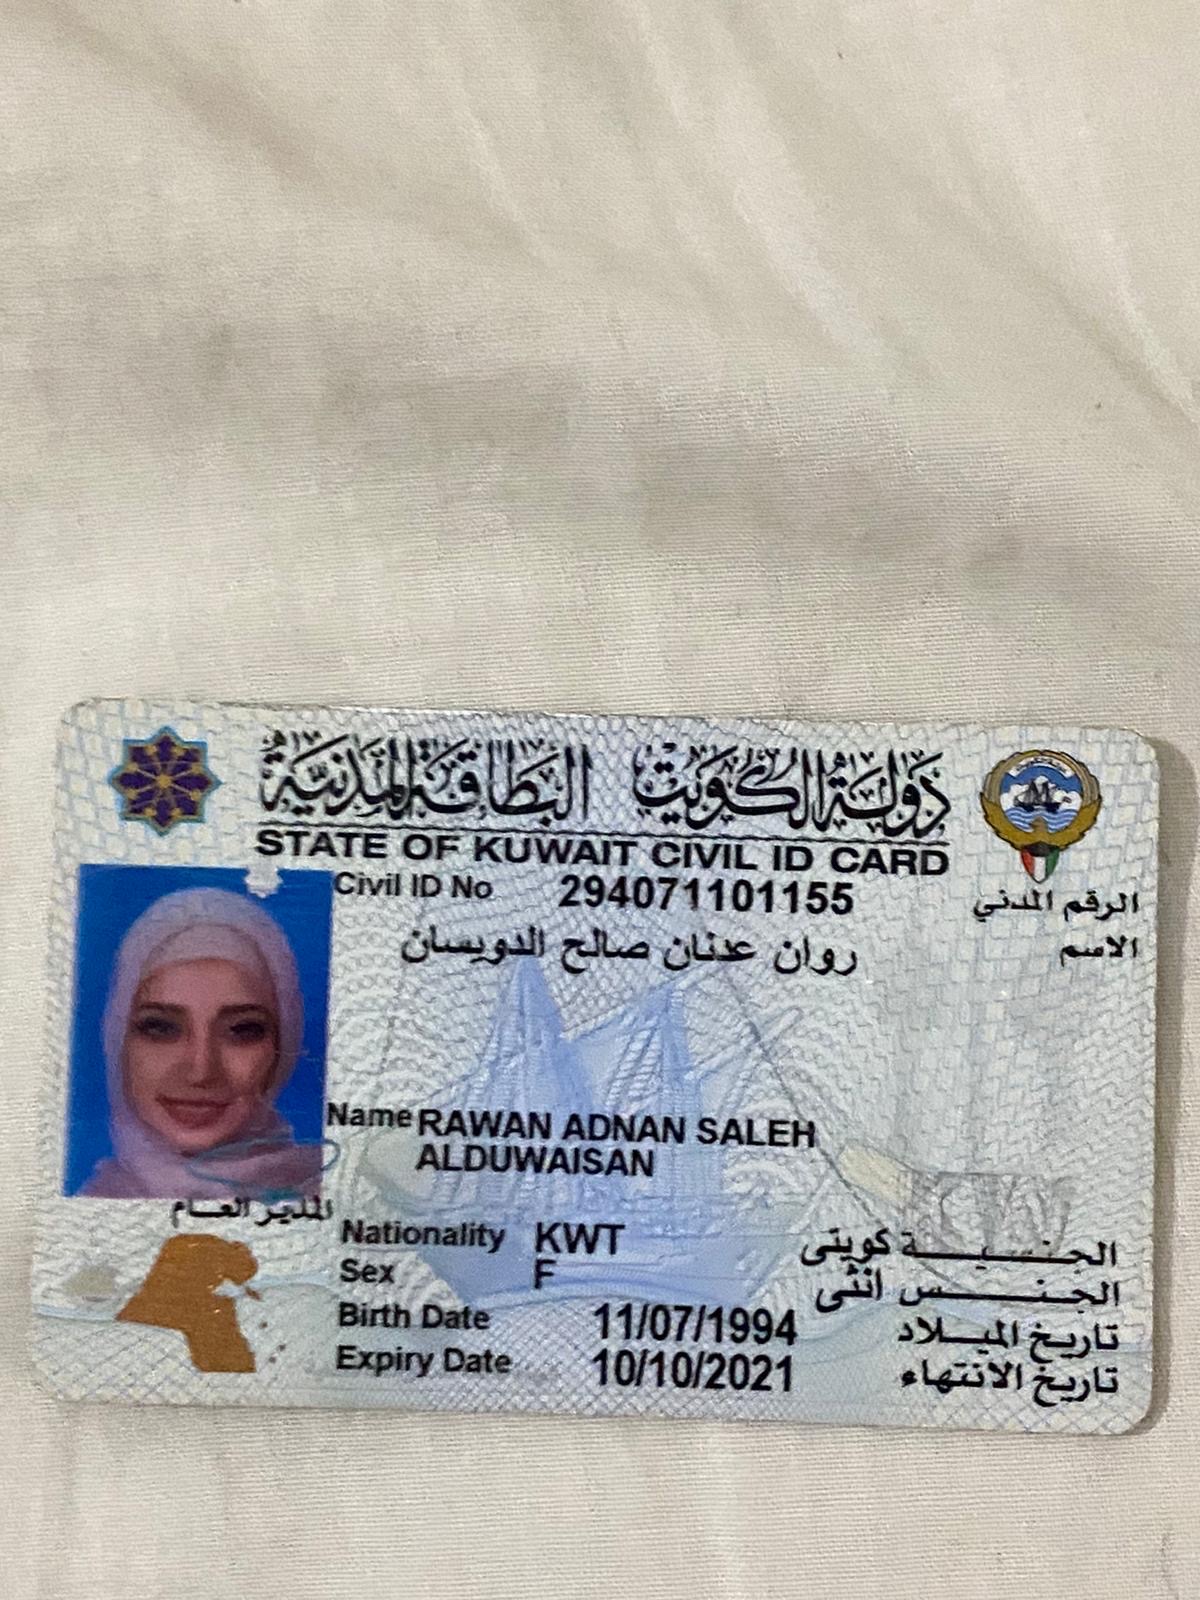 دولة الكويت البطاقة المدنية
STATE OF KUWAIT CIVIL ID CARD
Civil ID No 294071101155 الرقم المدني
روان عدنان صالح الدويسان الاسم
Name RAWAN ADNAN SALEH
ALDUWAISAN
المدير العام
Nationality KWT الجنسية كويتى
Sex F الجنس انثى
Birth Date 11/07/1994 تاريخ الميلاد
Expiry Date 10/10/2021 تاريخ الانتهاء